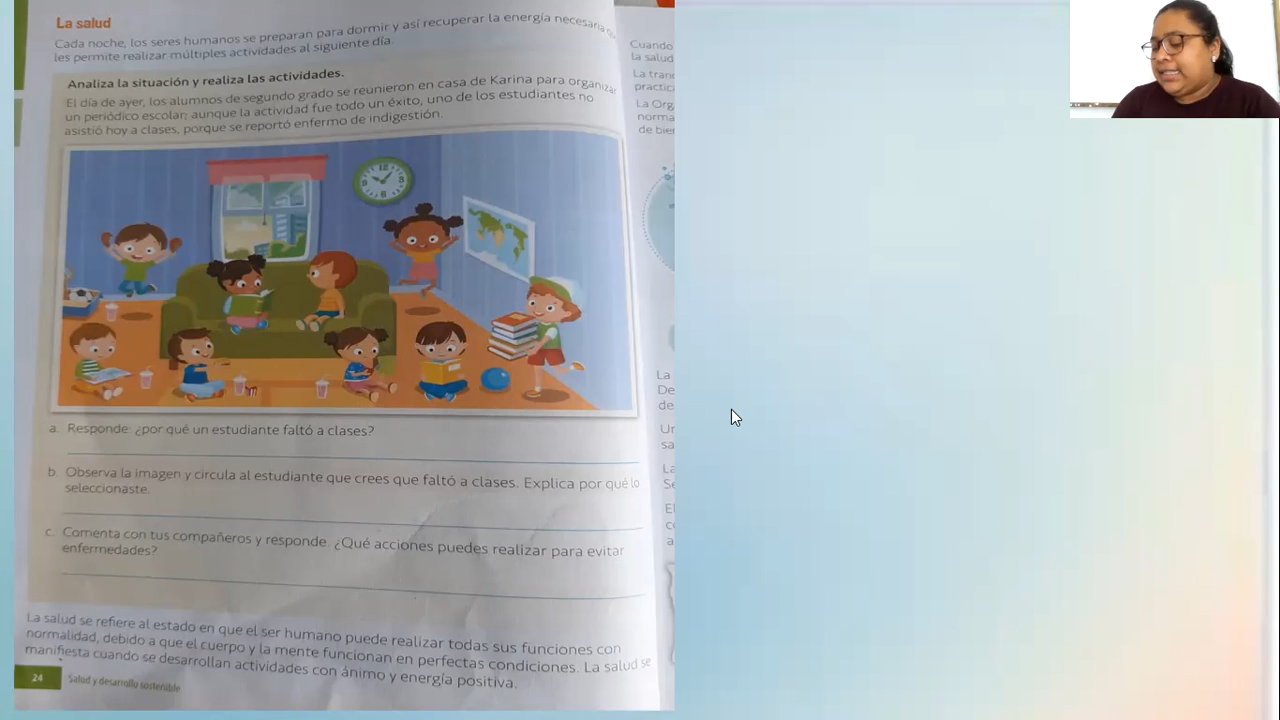 La salud
Cada noche, los seres humanos se preparan para dormir y así recuperar la energía necesaria
les permite realizar múltiples actividades al siguiente día.
Analiza la situación y realiza las actividades.
El día de ayer, los alumnos de segundo grado se reunieron en casa de Karina para organizar
un periódico escolar; aunque la actividad fue todo un éxito, uno de los estudiantes no
asistió hoy a clases, porque se reportó enfermo de indigestión.
12
a. Responde: ¿por qué un estudiante faltó a clases?
b. Observa la imagen y circula al estudiante que crees que faltó a clases. Explica por qué lo
seleccionaste.
c. Comenta con tus compañeros y responde. ¿Qué acciones puedes realizar para evitar
enfermedades?
La salud se refiere al estado en que el ser humano puede realizar todas sus funciones con
normalidad, debido a que el cuerpo y la mente funcionan en perfectas condiciones. La salud se
manifiesta cuando se desarrollan actividades con ánimo y energía positiva.
24 Salud y desarrollo sostenible
Cuando
la salud
La
La Org
de
La
De
de